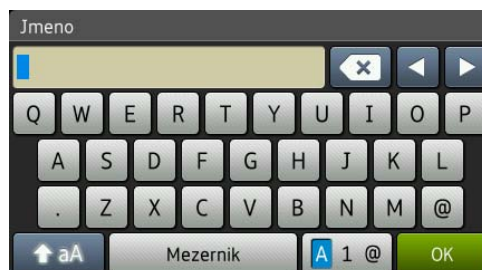 Jmeno
Q W E R T Y U I O P
A S D F G H J K L
. Z X C V B N M @
aA Mezernik A 1 @ OK